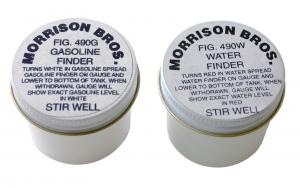 MORRISON BROS.
FIG. 490G
GASOLINE
FINDER
TURNS WHITE IN GASOLINE SPREAD
GASOLINE FINDER ON GAUGE AND
LOWER TO BOTTOM OF TANK. WHEN
WITHDRAWN, GAUGE WILL
SHOW EXACT GASOLINE LEVEL
IN WHITE
STIR WELL
MORRISON BROS.
FIG. 490W
WATER
FINDER
TURNS RED IN WATER SPREAD
WATER FINDER ON GAUGE AND
LOWER TO BOTTOM OF TANK. WHEN
WITHDRAWN, GAUGE WILL
SHOW EXACT WATER LEVEL
IN RED
STIR WELL